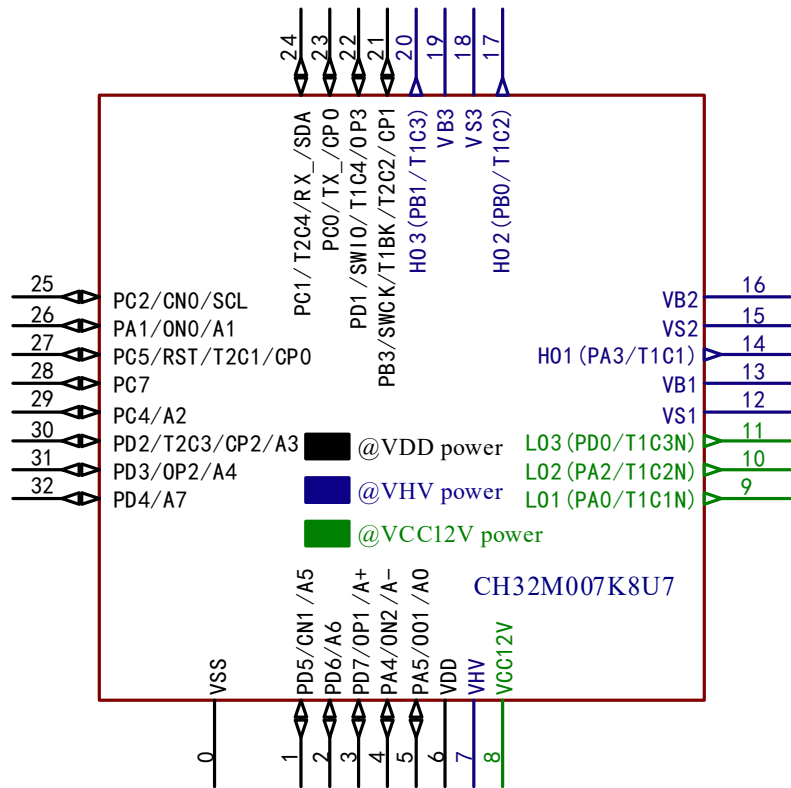 24
23
22
21
20
19
18
17
PC1/T2C4/RX_/SDA
PC0/TX_/CP0
PD1/SWIO/T1C4/OP3
PB3/SWCK/T1BK/T2C2/CP1
HO3(PB1/T1C3)
VB3
VS3
HO2(PB0/T1C2)
25 PC2/CN0/SCL
26 PA1/ON0/A1
27 PC5/RST/T2C1/CP0
28 PC7
29 PC4/A2
30 PD2/T2C3/CP2/A3
31 PD3/OP2/A4
32 PD4/A7
VB2 16
VS2 15
HO1(PA3/T1C1) 14
VB1 13
VS1 12
LO3(PD0/T1C3N) 11
LO2(PA2/T1C2N) 10
LO1(PA0/T1C1N) 9
@VDD power
@VHV power
@VCC12V power
CH32M007K8U7
VSS
PD5/CN1/A5
PD6/A6
PD7/OP1/A+
PA4/ON2/A-
PA5/OO1/A0
VDD
VHV
VCC12V
0
1
2
3
4
5
6
7
8